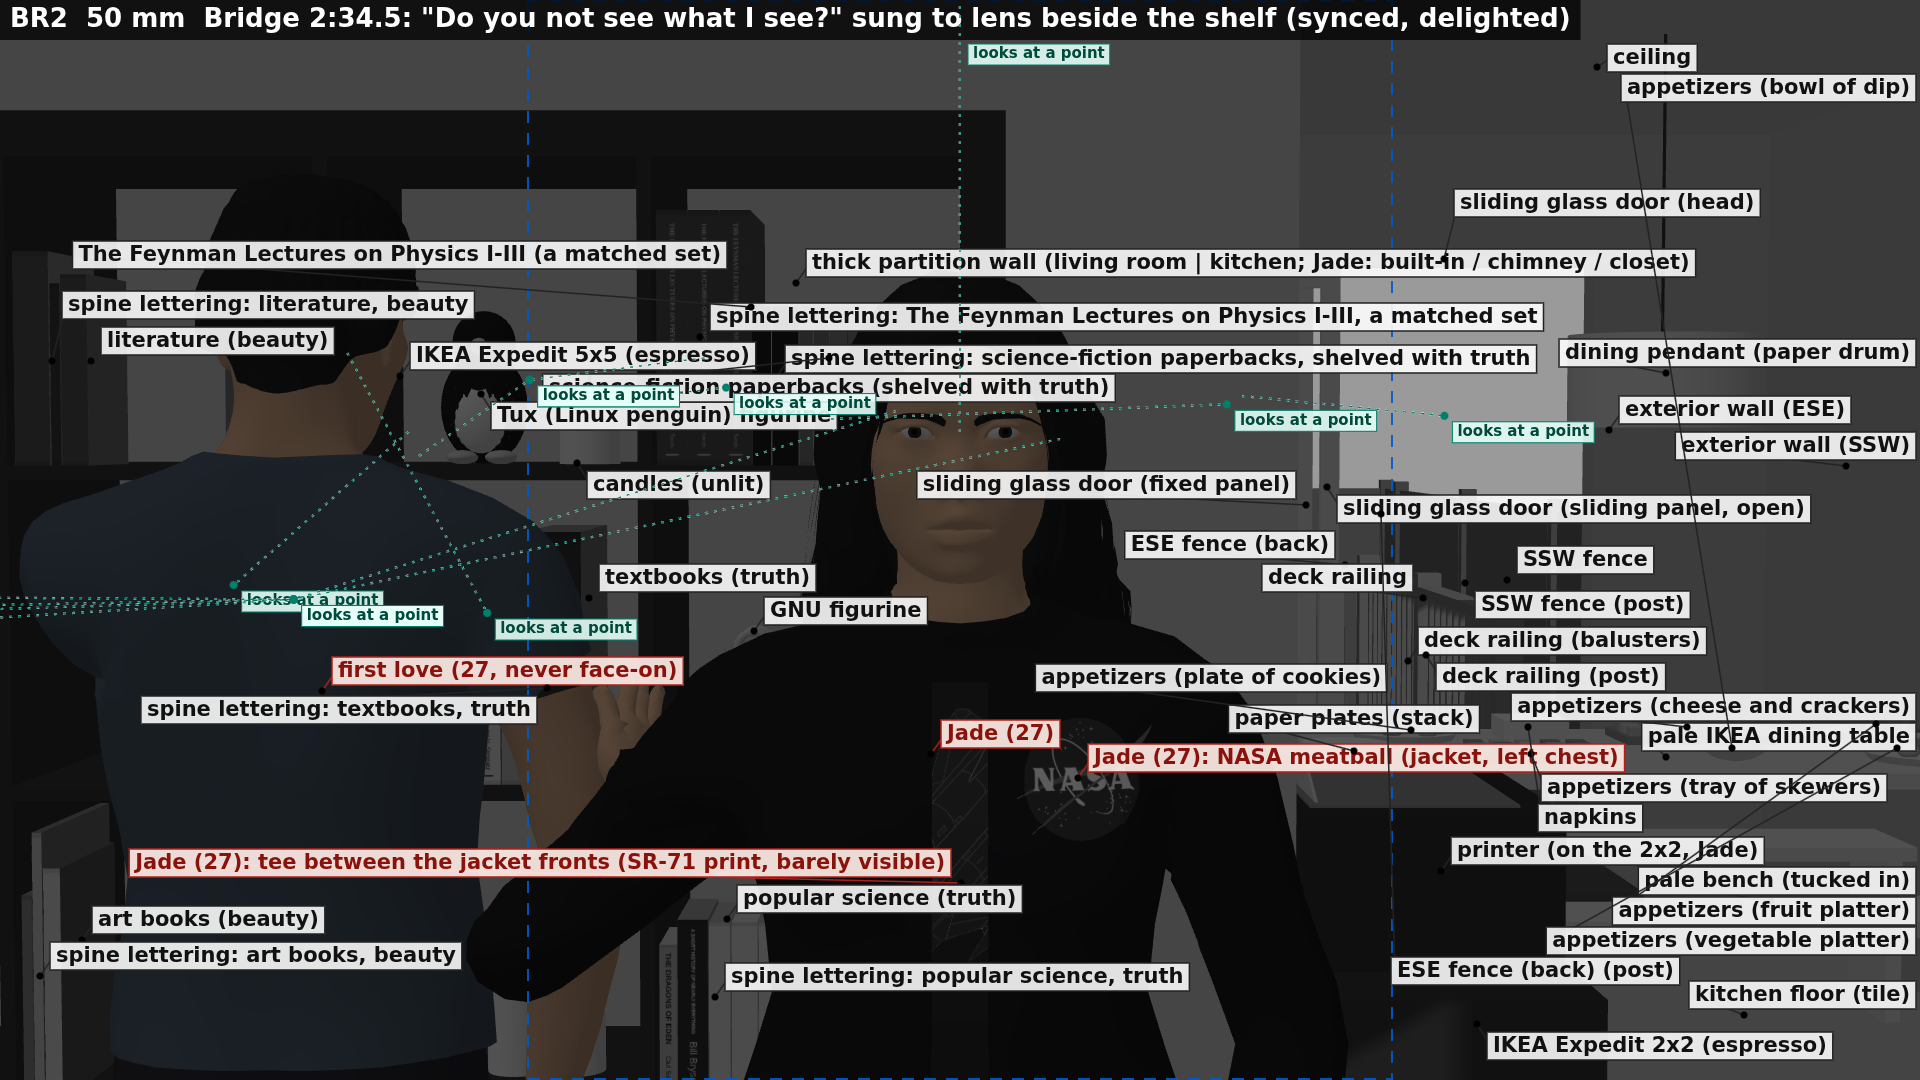 BR2  50 mm  Bridge 2:34.5: "Do you not see what I see?" sung to lens beside the shelf (synced, delighted)
looks at a point
ceiling
appetizers (bowl of dip)
sliding glass door (head)
The Feynman Lectures on Physics I-III (a matched set)
thick partition wall (living room | kitchen; Jade: built-in / chimney / closet)
spine lettering: literature, beauty
spine lettering: The Feynman Lectures on Physics I-III, a matched set
literature (beauty)
IKEA Expedit 5x5 (espresso)
spine lettering: science-fiction paperbacks, shelved with truth
dining pendant (paper drum)
science-fiction paperbacks (shelved with truth)
looks at a point
looks at a point
Tux (Linux penguin) figurine
looks at a point
looks at a point
exterior wall (ESE)
exterior wall (SSW)
candles (unlit)
sliding glass door (fixed panel)
sliding glass door (sliding panel, open)
ESE fence (back)
SSW fence
textbooks (truth)
deck railing
looks at a point
looks at a point
looks at a point
GNU figurine
SSW fence (post)
deck railing (balusters)
first love (27, never face-on)
appetizers (plate of cookies)
deck railing (post)
spine lettering: textbooks, truth
paper plates (stack)
appetizers (cheese and crackers)
Jade (27)
pale IKEA dining table
Jade (27): NASA meatball (jacket, left chest)
NASA
appetizers (tray of skewers)
napkins
printer (on the 2x2, Jade)
Jade (27): tee between the jacket fronts (SR-71 print, barely visible)
pale bench (tucked in)
popular science (truth)
appetizers (fruit platter)
art books (beauty)
appetizers (vegetable platter)
spine lettering: art books, beauty
ESE fence (back) (post)
spine lettering: popular science, truth
kitchen floor (tile)
IKEA Expedit 2x2 (espresso)
THE DRAGONS OF EDEN